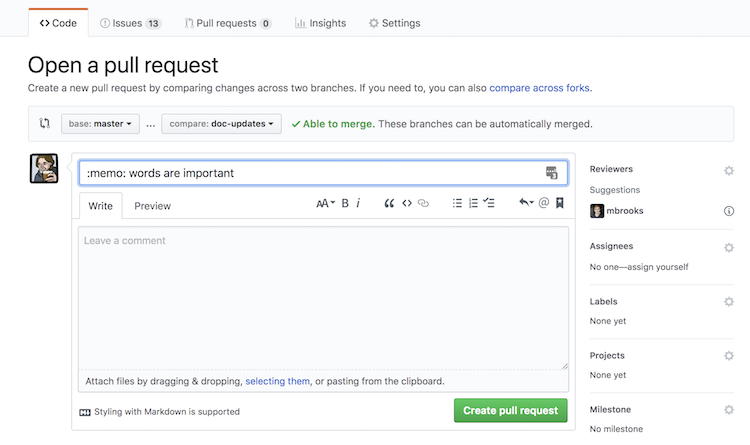 Code Issues 13 Pull requests 0 Insights Settings
Open a pull request
Create a new pull request by comparing changes across two branches. If you need to, you can also compare across forks.
base: master ... compare: doc-updates Able to merge. These branches can be automatically merged.
:memo: words are important
Write Preview AA B i @
Leave a comment
Attach files by dragging & dropping, selecting them, or pasting from the clipboard.
Styling with Markdown is supported
Create pull request
Reviewers
Suggestions
mbrooks
Assignees
No one—assign yourself
Labels
None yet
Projects
None yet
Milestone
No milestone